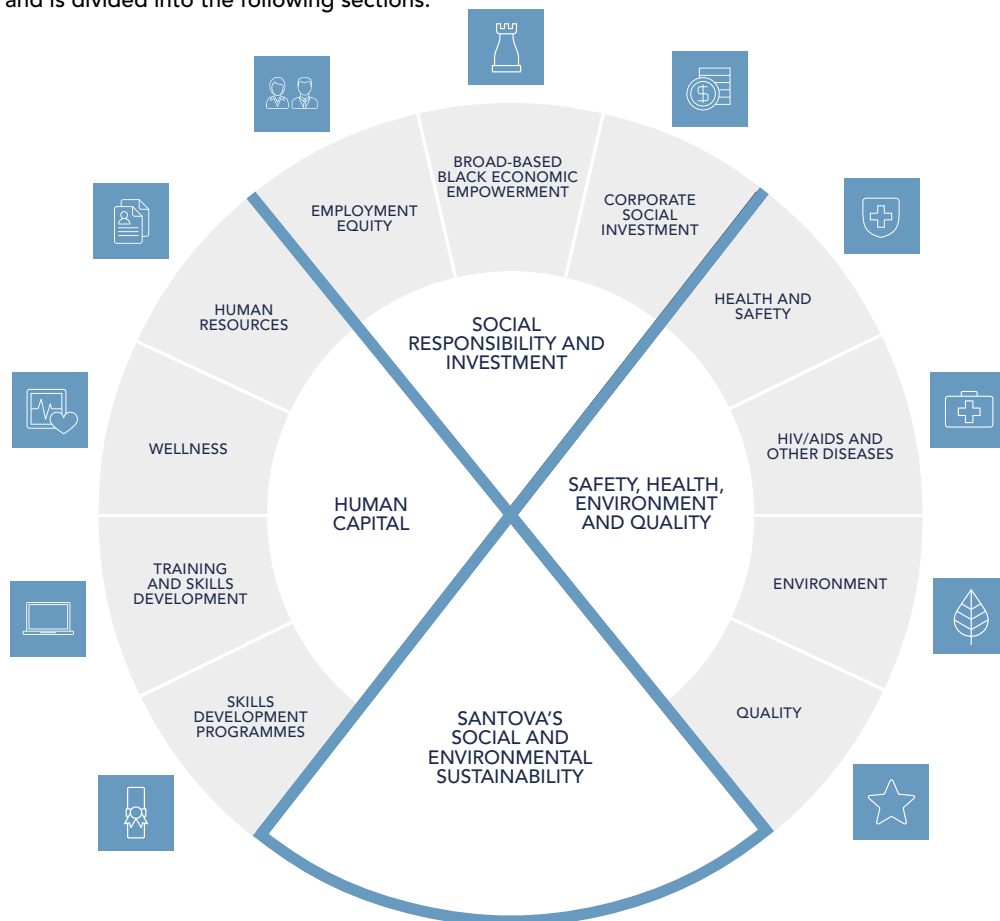 and is divided into the following sections:
BROAD-BASED
BLACK ECONOMIC
EMPOWERMENT
EMPLOYMENT
EQUITY
CORPORATE
SOCIAL
INVESTMENT
HUMAN
RESOURCES
HEALTH AND
SAFETY
SOCIAL
RESPONSIBILITY AND
INVESTMENT
WELLNESS
HIV/AIDS AND
OTHER DISEASES
HUMAN
CAPITAL
SAFETY, HEALTH,
ENVIRONMENT
AND QUALITY
TRAINING
AND SKILLS
DEVELOPMENT
ENVIRONMENT
SKILLS
DEVELOPMENT
PROGRAMMES
QUALITY
SANTOVA'S
SOCIAL AND
ENVIRONMENTAL
SUSTAINABILITY